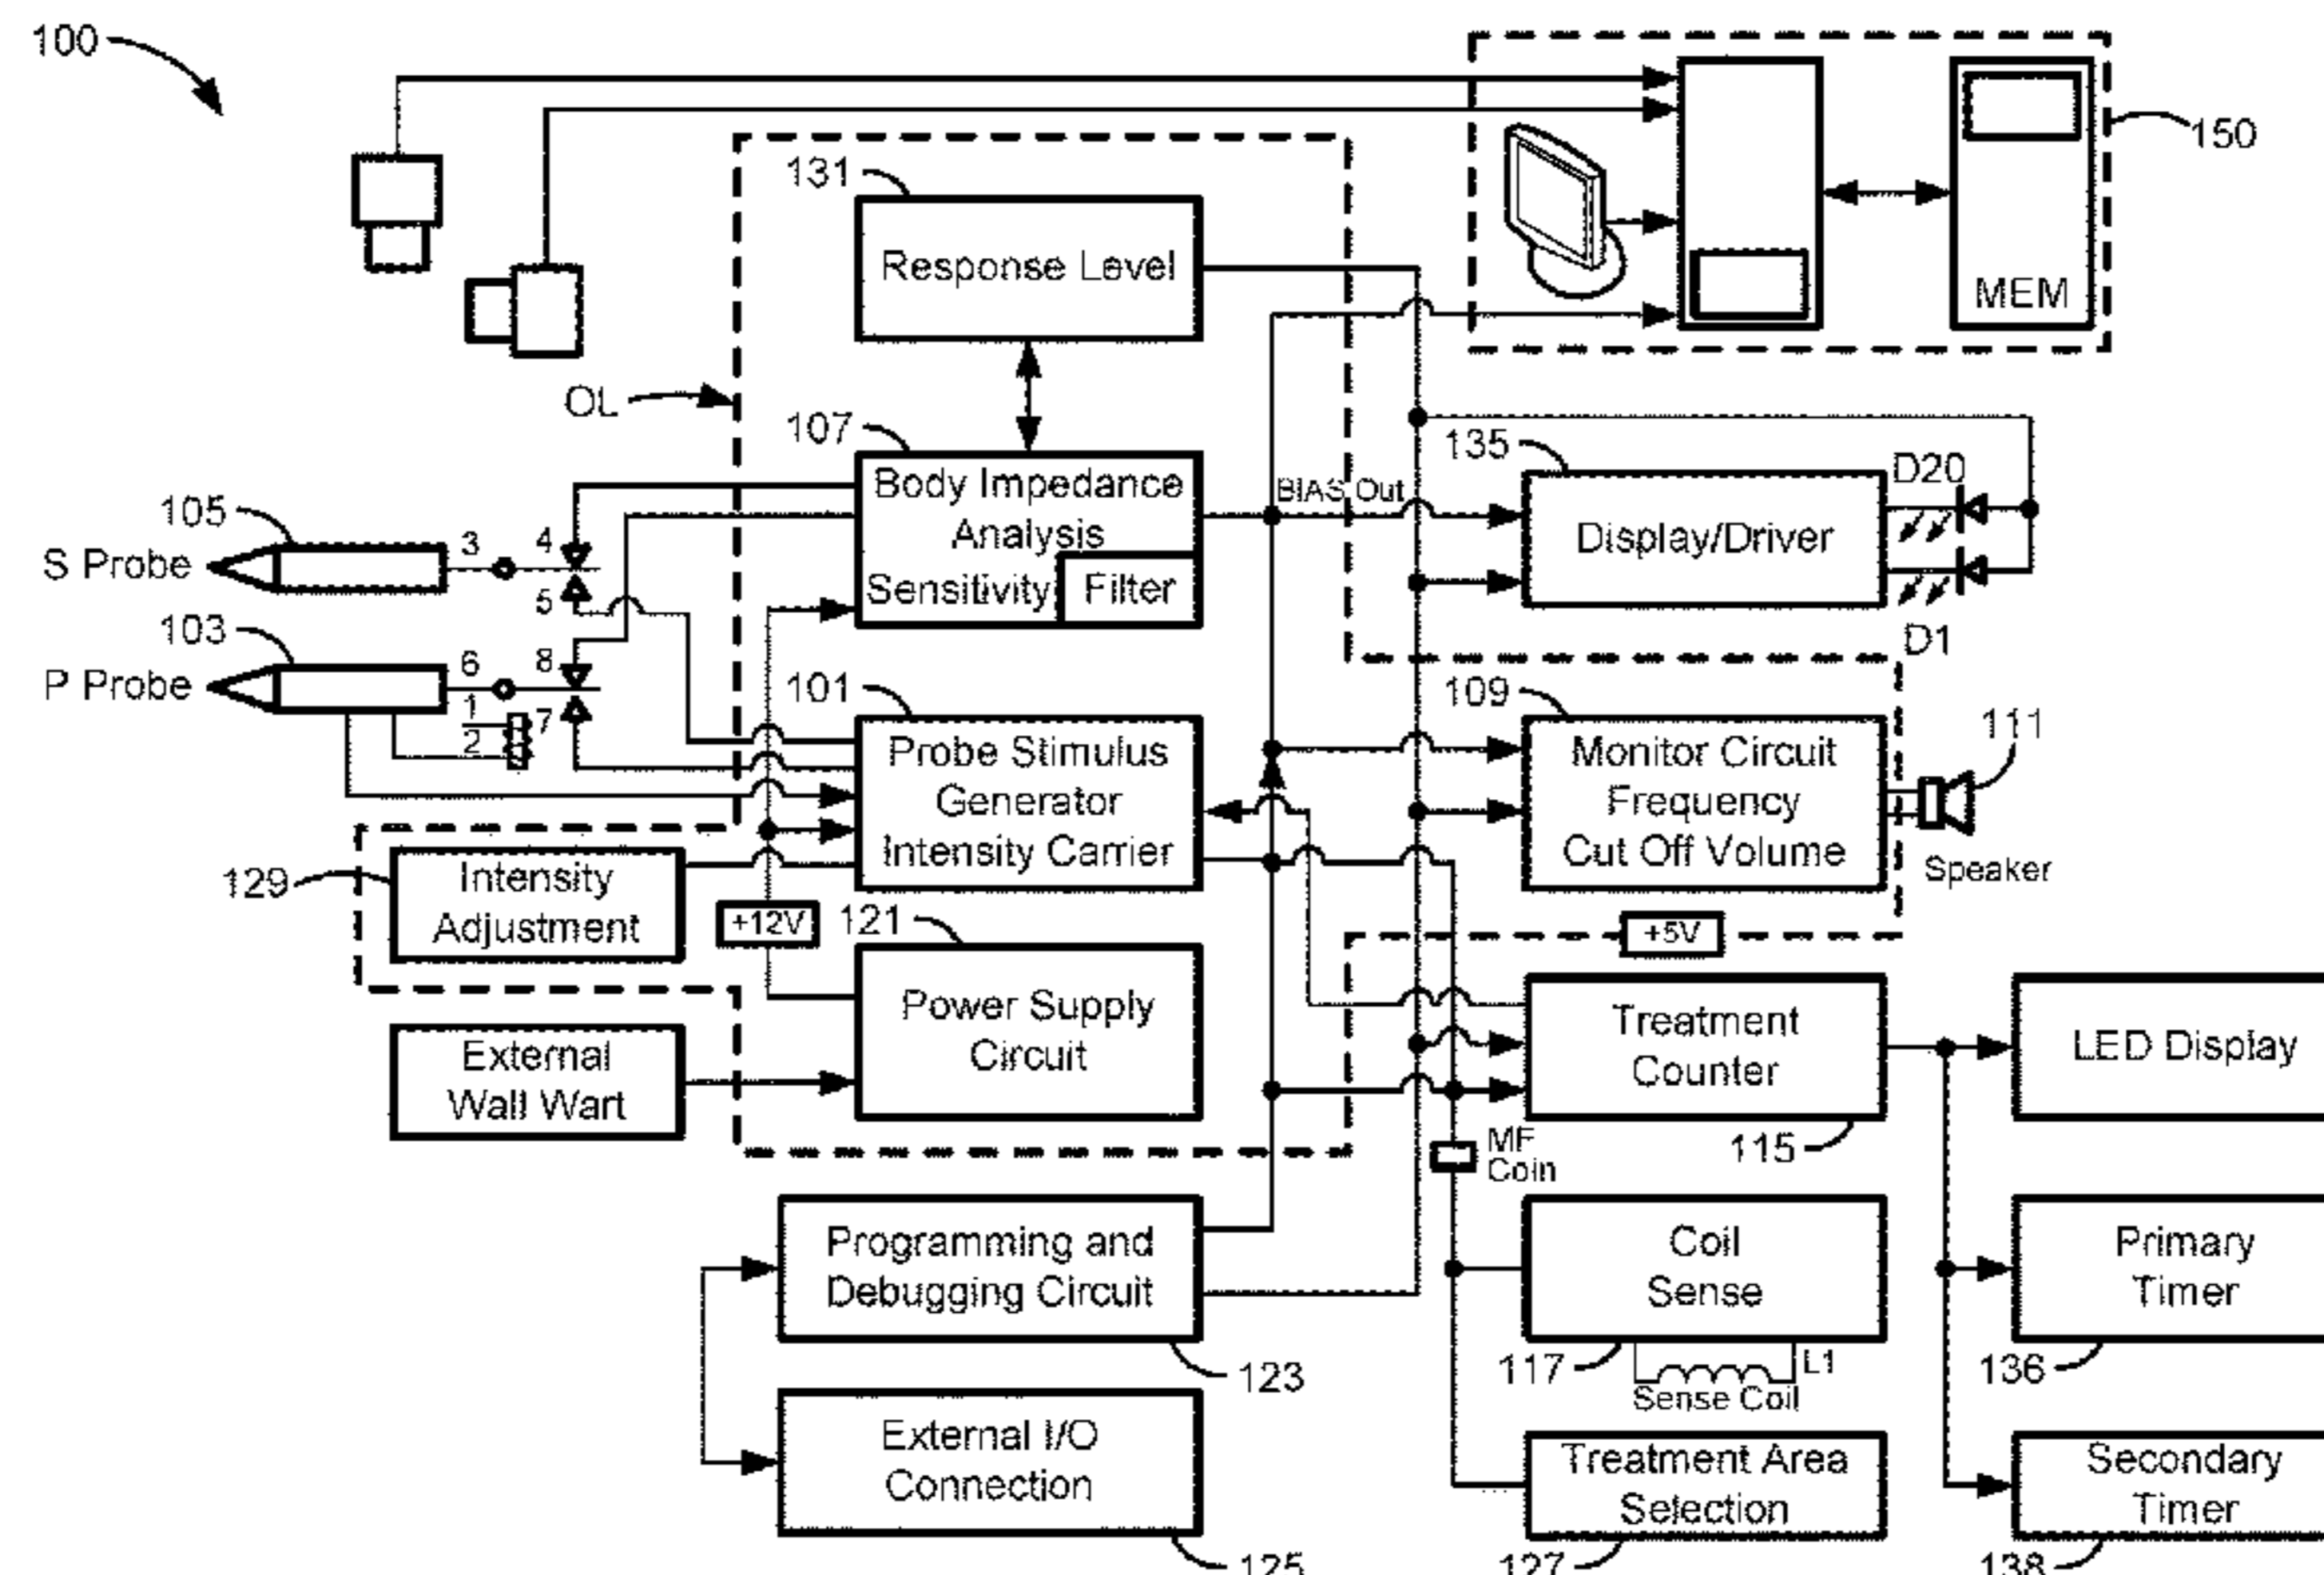 100
150
131
Response Level
MEM
OL
107
Body Impedance
Analysis
Sensitivity
Filter
BIAS Out
135
Display/Driver
D20
D1
105
S Probe
3
4
5
103
P Probe
6
8
1
2
7
101
Probe Stimulus
Generator
Intensity Carrier
109
Monitor Circuit
Frequency
Cut Off Volume
111
Speaker
129
Intensity
Adjustment
+12V
121
Power Supply
Circuit
+5V
External
Wall Wart
Treatment
Counter
115
LED Display
MF
Coin
Programming and
Debugging Circuit
123
Coil
Sense
117
L1
Sense Coil
Primary
Timer
136
External I/O
Connection
125
Treatment Area
Selection
127
Secondary
Timer
138